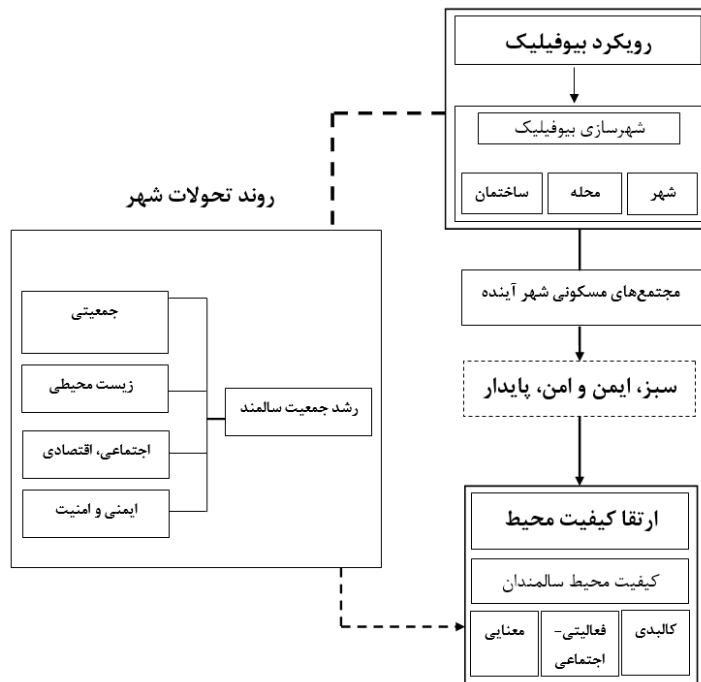 رویکرد بیوفیلیک
شهرسازی بیوفیلیک
شهر
محله
ساختمان
روند تحولات شهر
مجتمع‌های مسکونی شهر آینده
جمعیتی
زیست محیطی
رشد جمعیت سالمند
اجتماعی، اقتصادی
ایمنی و امنیت
سبز، ایمن و امن، پایدار
ارتقا کیفیت محیط
کیفیت محیط سالمندان
کالبدی
فعالیتی-
اجتماعی
معنایی